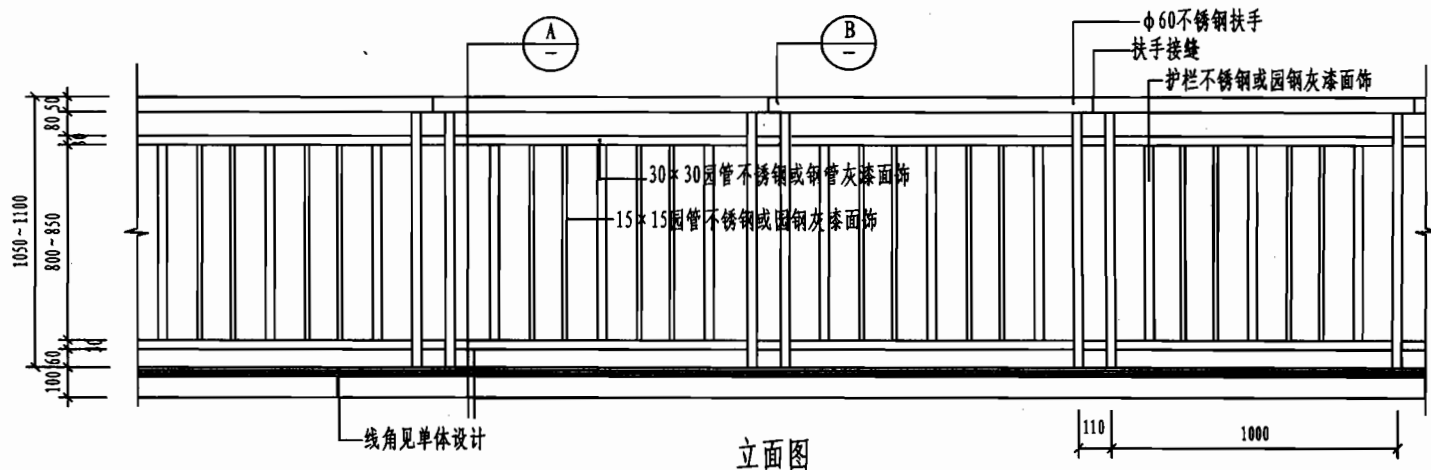 A
B
φ60不锈钢扶手
扶手接缝
护栏不锈钢或园钢灰漆面饰
30×30园管不锈钢或钢管灰漆面饰
15×15园管不锈钢或园钢灰漆面饰
50
80
30
800~850
1050~1100
30
60
100
线角见单体设计
立面图
110
1000